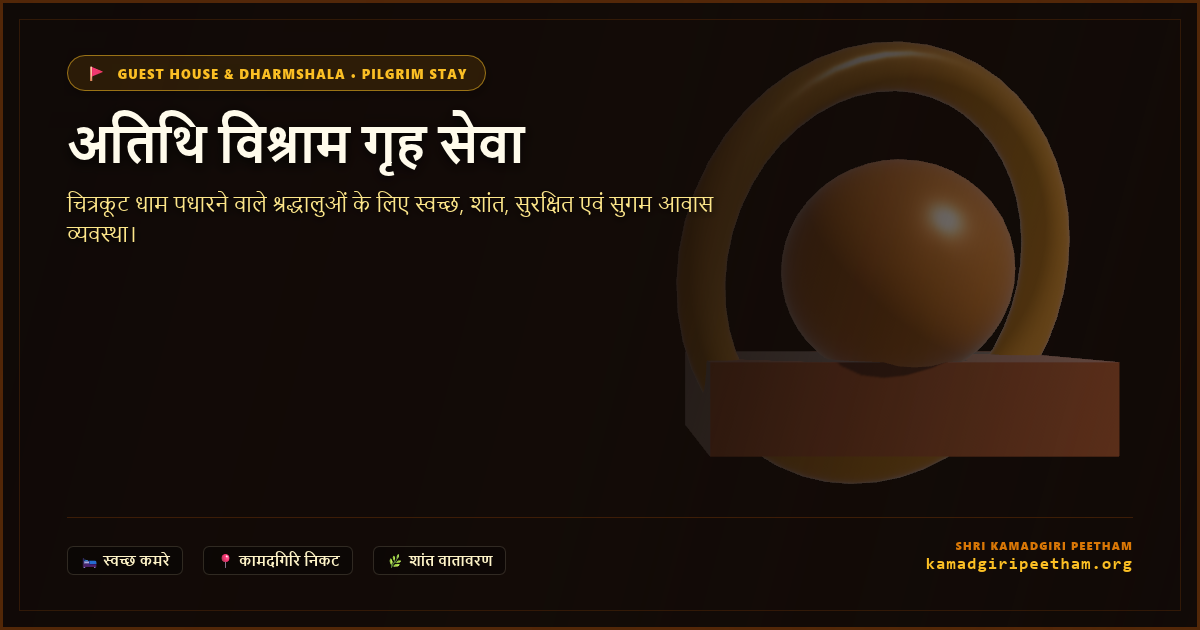 🚩 GUEST HOUSE & DHARMSHALA • PILGRIM STAY
अतिथि विश्राम गृह सेवा
चित्रकूट धाम पधारने वाले श्रद्धालुओं के लिए स्वच्छ, शांत, सुरक्षित एवं सुगम आवास
व्यवस्था।
🛌 स्वच्छ कमरे
📍 कामदगिरि निकट
🌿 शांत वातावरण
SHRI KAMADGIRI PEETHAM
kamadgiripeetham.org